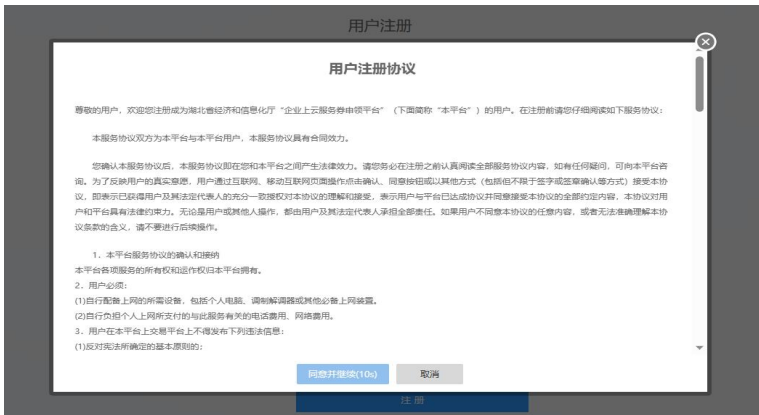 用户注册
用户注册协议
尊敬的用户，欢迎您注册成为湖北省经济和信息化厅“企业上云服务券申领平台”（下面简称“本平台”）的用户。在注册前请您仔细阅读如下服务协议：
本服务协议双方为本平台与本平台用户，本服务协议具有合同效力。
您确认本服务协议后，本服务协议即在您和本平台之间产生法律效力。请您务必在注册之前认真阅读全部服务协议内容，如有任何疑问，可向本平台咨
询。为了反映用户的真实意愿，用户通过互联网、移动互联网页面操作点击确认、同意按钮或以其他方式（包括但不限于签字或签章确认等方式）接受本协
议，即表示已获得用户及其法定代表人的充分一致授权对本协议的理解和接受，表示用户与平台已达成协议并同意接受本协议的全部约定内容，本协议对用
户和平台具有法律约束力。无论是用户或其他人操作，都由用户及其法定代表人承担全部责任。如果用户不同意本协议的任意内容，或者无法准确理解本协
议条款的含义，请不要进行后续操作。
1．本平台服务协议的确认和接纳
本平台各项服务的所有权和运作权归本平台拥有。
2．用户必须：
(1)自行配备上网的所需设备，包括个人电脑、调制解调器或其他必备上网装置。
(2)自行负担个人上网所支付的与此服务有关的电话费用、网络费用。
3．用户在本平台上交易平台上不得发布下列违法信息：
(1)反对宪法所确定的基本原则的；
同意并继续(10s) 取消
注 册